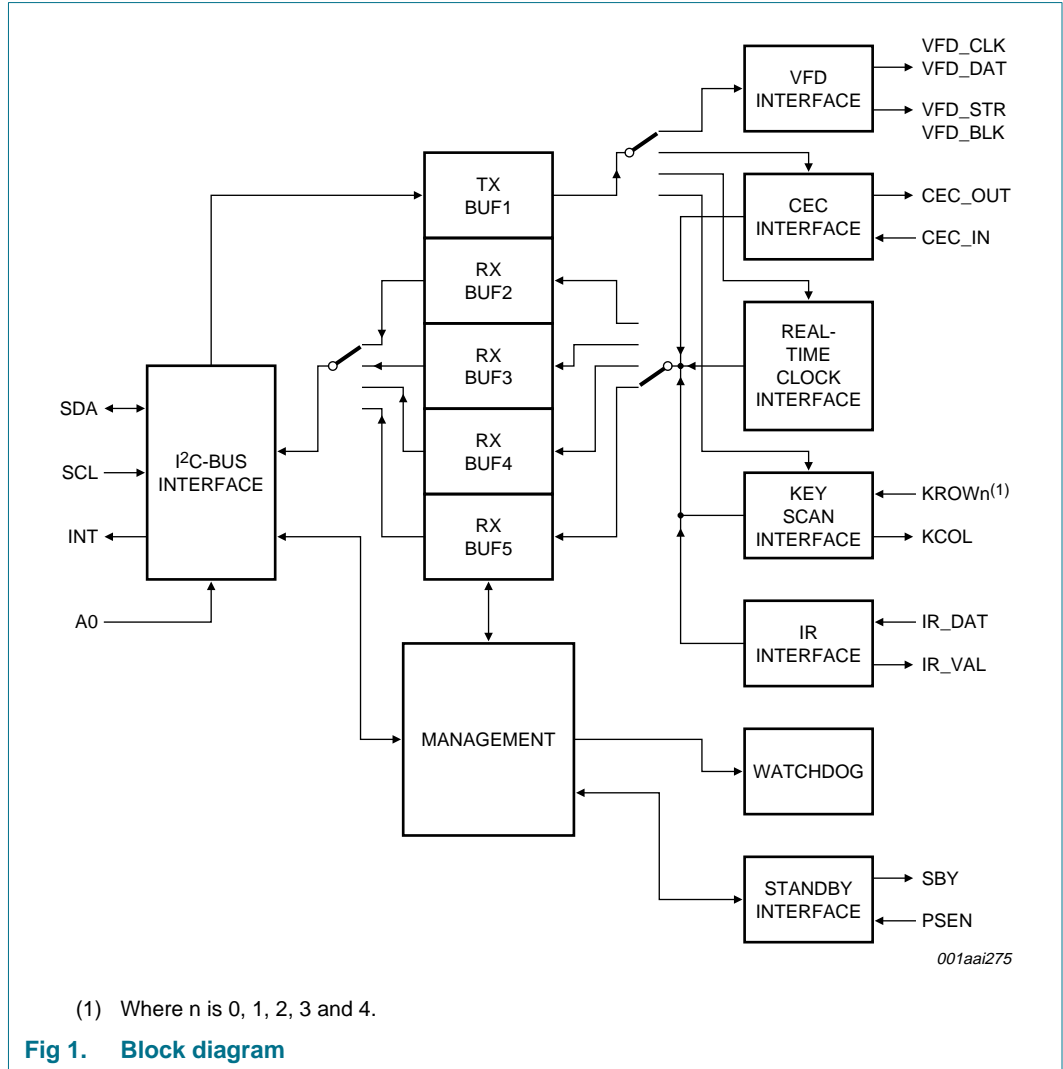 VFD_CLK
VFD_DAT
VFD
INTERFACE
VFD_STR
VFD_BLK
TX
BUF1
CEC
INTERFACE
CEC_OUT
CEC_IN
RX
BUF2
REAL-
TIME
CLOCK
INTERFACE
RX
BUF3
SDA
SCL
INT
A0
I2C-BUS
INTERFACE
RX
BUF4
RX
BUF5
KEY
SCAN
INTERFACE
KROWn(1)
KCOL
IR
INTERFACE
IR_DAT
IR_VAL
MANAGEMENT
WATCHDOG
STANDBY
INTERFACE
SBY
PSEN
001aai275
(1) Where n is 0, 1, 2, 3 and 4.
Fig 1. Block diagram